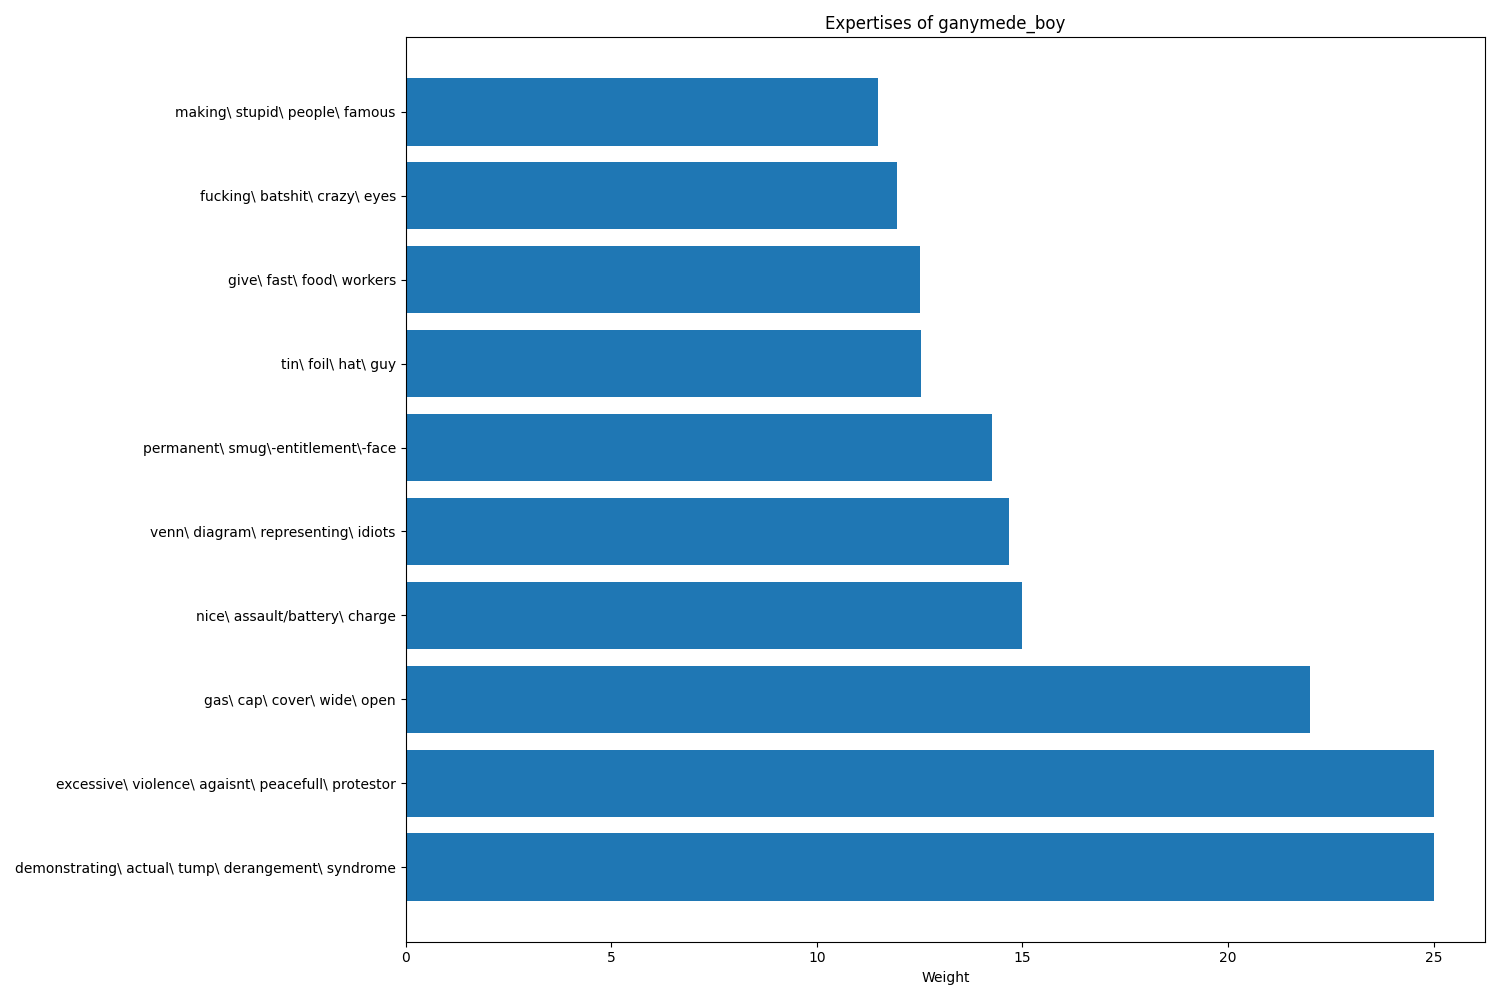 Expertises of ganymede_boy
making\ stupid\ people\ famous
fucking\ batshit\ crazy\ eyes
give\ fast\ food\ workers
tin\ foil\ hat\ guy
permanent\ smug\-entitlement\-face
venn\ diagram\ representing\ idiots
nice\ assault/battery\ charge
gas\ cap\ cover\ wide\ open
excessive\ violence\ agaisnt\ peacefull\ protestor
demonstrating\ actual\ tump\ derangement\ syndrome
0 5 10 15 20 25
Weight